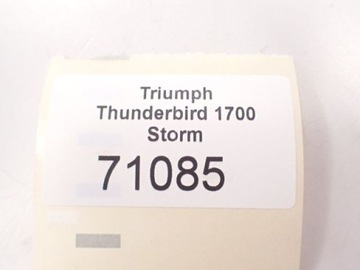 Triumph
Thunderbird 1700
Storm
71085